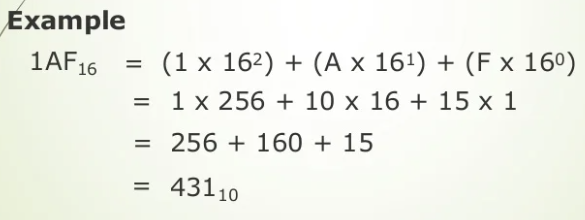 Example
1AF₁₆ = (1 x 16²) + (A x 16¹) + (F x 16⁰)
= 1 x 256 + 10 x 16 + 15 x 1
= 256 + 160 + 15
= 431₁₀